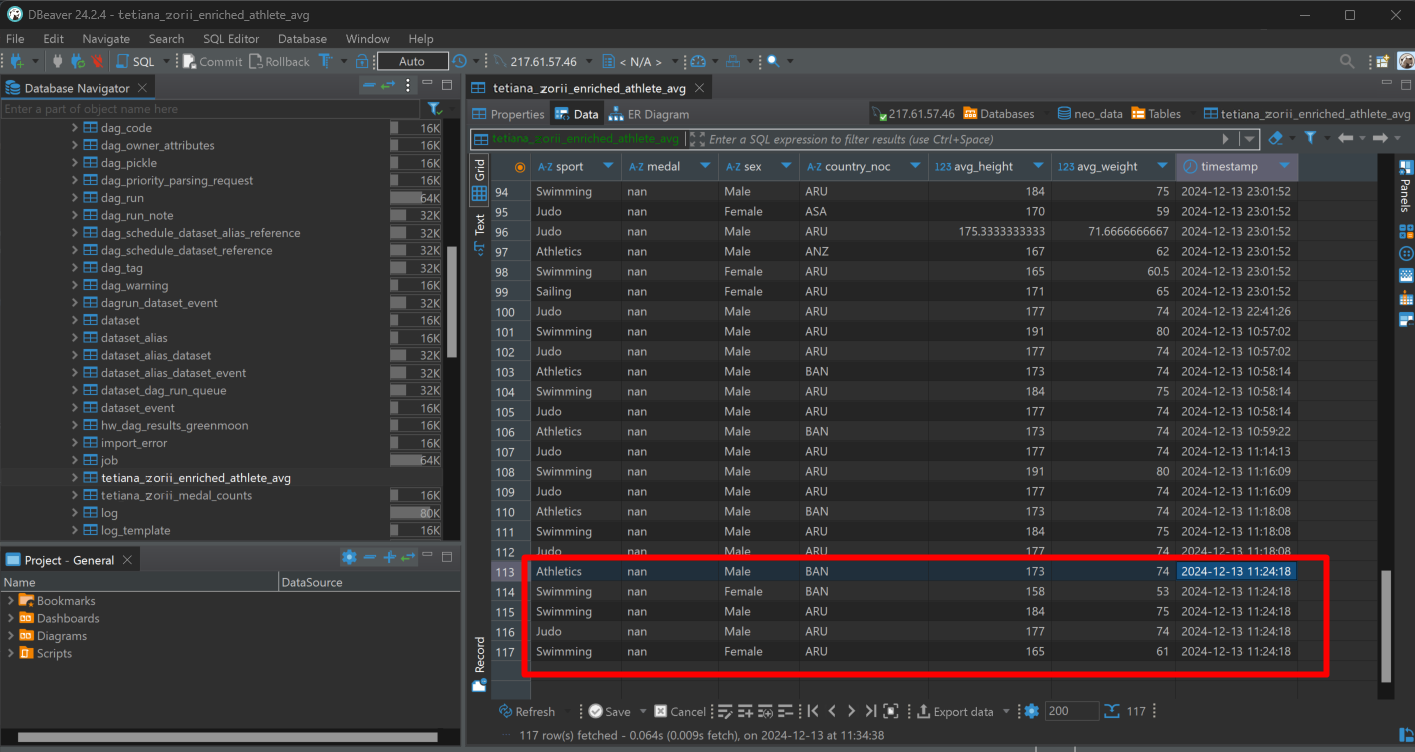 DBeaver 24.2.4 - tetiana_zorii_enriched_athlete_avg
File Edit Navigate Search SQL Editor Database Window Help
SQL Commit Rollback Auto 217.61.57.46 < N/A >
Database Navigator
Enter a part of object name here
dag_code 16K
dag_owner_attributes 16K
dag_pickle 16K
dag_priority_parsing_request 16K
dag_run 64K
dag_run_note 32K
dag_schedule_dataset_alias_reference 32K
dag_schedule_dataset_reference 32K
dag_tag 32K
dag_warning 16K
dagrun_dataset_event 32K
dataset 16K
dataset_alias 16K
dataset_alias_dataset 32K
dataset_alias_dataset_event 32K
dataset_dag_run_queue 32K
dataset_event 16K
hw_dag_results_greenmoon 16K
import_error 16K
job 64K
tetiana_zorii_enriched_athlete_avg
tetiana_zorii_medal_counts 16K
log 80K
log_template 16K
Project - General
Name DataSource
Bookmarks
Dashboards
Diagrams
Scripts
tetiana_zorii_enriched_athlete_avg
Properties Data ER Diagram 217.61.57.46 Databases neo_data Tables tetiana_zorii_enriched_athlete_avg
tetiana_zorii_enriched_athlete_avg Enter a SQL expression to filter results (use Ctrl+Space)
Grid
Text
Record
Panels
A-Z sport A-Z medal A-Z sex A-Z country_noc 123 avg_height 123 avg_weight timestamp
94 Swimming nan Male ARU 184 75 2024-12-13 23:01:52
95 Judo nan Female ASA 170 59 2024-12-13 23:01:52
96 Judo nan Male ARU 175.3333333333 71.6666666667 2024-12-13 23:01:52
97 Athletics nan Male ANZ 167 62 2024-12-13 23:01:52
98 Swimming nan Female ARU 165 60.5 2024-12-13 23:01:52
99 Sailing nan Female ARU 171 65 2024-12-13 23:01:52
100 Judo nan Male ARU 177 74 2024-12-13 22:41:26
101 Swimming nan Male ARU 191 80 2024-12-13 10:57:02
102 Judo nan Male ARU 177 74 2024-12-13 10:57:02
103 Athletics nan Male BAN 173 74 2024-12-13 10:58:14
104 Swimming nan Male ARU 184 75 2024-12-13 10:58:14
105 Judo nan Male ARU 177 74 2024-12-13 10:58:14
106 Athletics nan Male BAN 173 74 2024-12-13 10:59:22
107 Judo nan Male ARU 177 74 2024-12-13 11:14:13
108 Swimming nan Male ARU 191 80 2024-12-13 11:16:09
109 Judo nan Male ARU 177 74 2024-12-13 11:16:09
110 Athletics nan Male BAN 173 74 2024-12-13 11:18:08
111 Swimming nan Male ARU 184 75 2024-12-13 11:18:08
112 Judo nan Male ARU 177 74 2024-12-13 11:18:08
113 Athletics nan Male BAN 173 74 2024-12-13 11:24:18
114 Swimming nan Female BAN 158 53 2024-12-13 11:24:18
115 Swimming nan Male ARU 184 75 2024-12-13 11:24:18
116 Judo nan Male ARU 177 74 2024-12-13 11:24:18
117 Swimming nan Female ARU 165 61 2024-12-13 11:24:18
Refresh Save Cancel Export data 200 117
117 row(s) fetched - 0.064s (0.009s fetch), on 2024-12-13 at 11:34:38